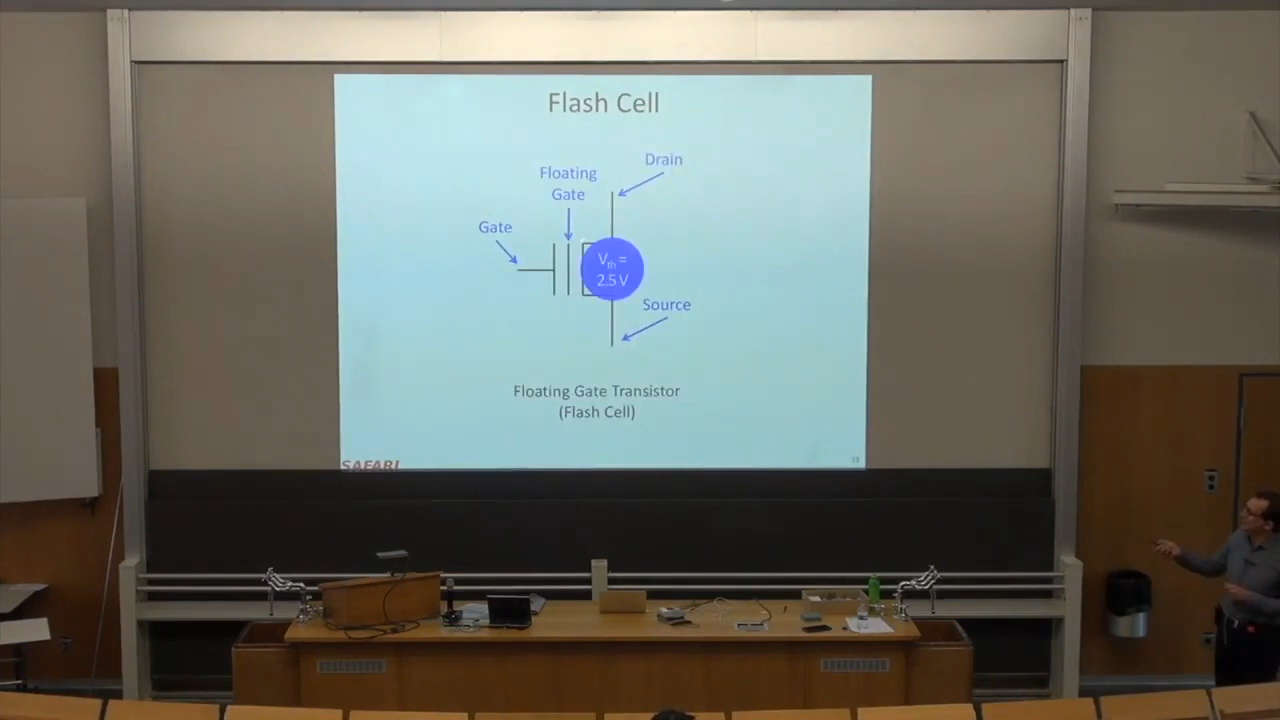 Flash Cell
Drain
Floating
Gate
Gate
Vth =
2.5 V
Source
Floating Gate Transistor
(Flash Cell)
SAFARI